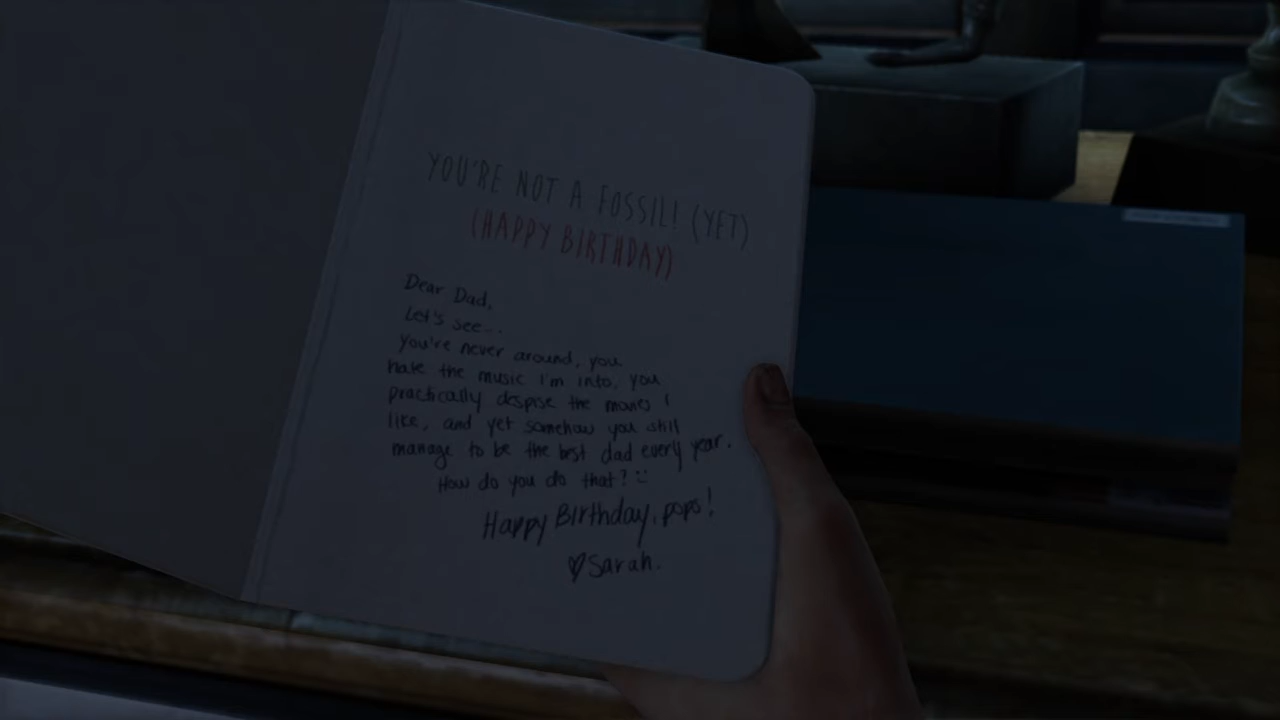 YOU'RE NOT A FOSSIL! (YET)
(HAPPY BIRTHDAY)
Dear Dad,
Let's see...
you're never around, you
hate the music I'm into, you
practically despise the movies I
like, and yet somehow you still
manage to be the best dad every year.
How do you do that? :)
Happy Birthday, pops!
♡Sarah.